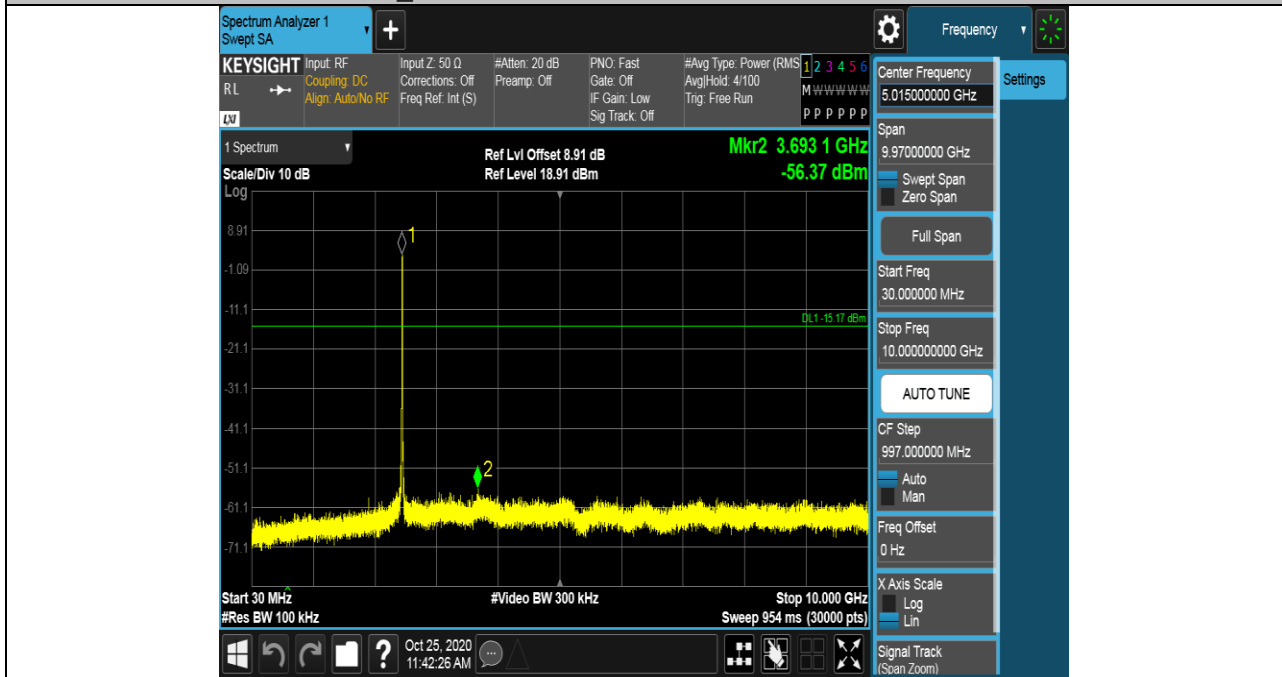 Spectrum Analyzer 1
Swept SA
+
Frequency
KEYSIGHT
RL
LXI
Input: RF
Coupling: DC
Align: Auto/No RF
Input Z: 50 Ω
Corrections: Off
Freq Ref: Int (S)
#Atten: 20 dB
Preamp: Off
PNO: Fast
Gate: Off
IF Gain: Low
Sig Track: Off
#Avg Type: Power (RMS
Avg|Hold: 4/100
Trig: Free Run
1 2 3 4 5 6
M W W W W W
P P P P P P
1 Spectrum
Scale/Div 10 dB
Log
Ref Lvl Offset 8.91 dB
Ref Level 18.91 dBm
Mkr2 3.693 1 GHz
-56.37 dBm
8.91
-1.09
-11.1
-21.1
-31.1
-41.1
-51.1
-61.1
-71.1
1
2
DL1 -15.17 dBm
Start 30 MHz
#Res BW 100 kHz
#Video BW 300 kHz
Stop 10.000 GHz
Sweep 954 ms (30000 pts)
?
Oct 25, 2020
11:42:26 AM
Center Frequency
5.015000000 GHz
Span
9.97000000 GHz
Swept Span
Zero Span
Full Span
Start Freq
30.000000 MHz
Stop Freq
10.000000000 GHz
AUTO TUNE
CF Step
997.000000 MHz
Auto
Man
Freq Offset
0 Hz
X Axis Scale
Log
Lin
Signal Track
(Span Zoom)
Settings